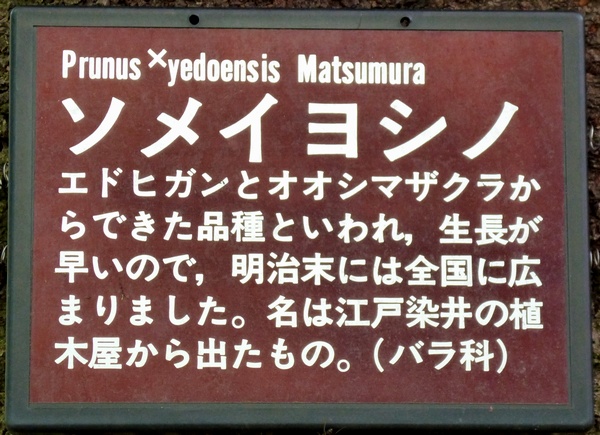 Prunus ×yedoensis Matsumura
ソメイヨシノ
エドヒガンとオオシマザクラか
らできた品種といわれ，生長が
早いので，明治末には全国に広
まりました。名は江戸染井の植
木屋から出たもの。（バラ科）